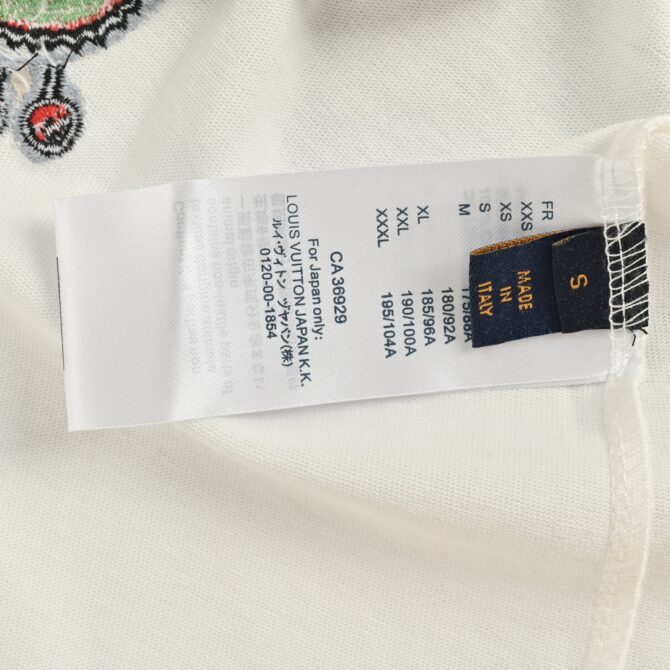 FR
XXS
XS
S
M
XL
XXL
XXXL
175/88A
180/92A
185/96A
190/100A
195/104A
CA 36929
For Japan only:
LOUIS VUITTON JAPAN K.K.
ルイ・ヴィトン ジャパン(株)
0120-00-1854
MADE
IN
ITALY
S